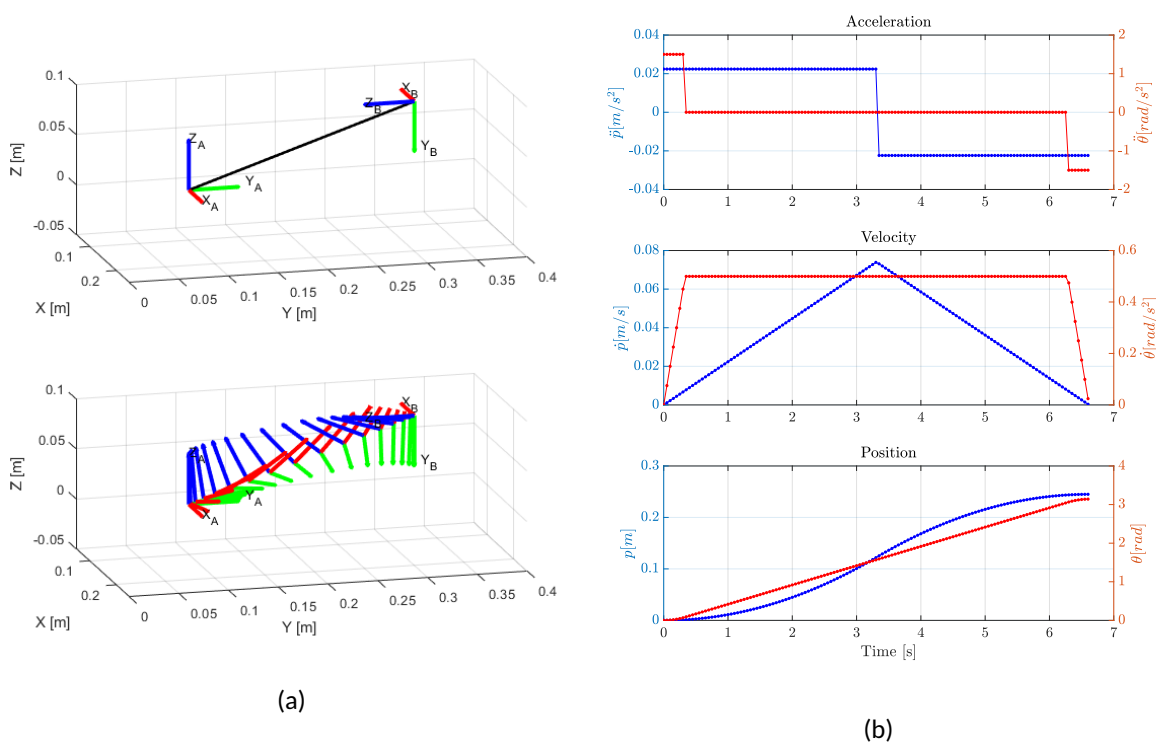 0.1
0.05
0
-0.05
Z [m]
0.1
0.2
X [m]
0
0.05
0.1
0.15
0.2
0.25
0.3
0.35
0.4
Y [m]
Z_A
Y_A
X_A
X_B
Z_B
Y_B
0.1
0.05
0
-0.05
Z [m]
0.1
0.2
X [m]
0
0.05
0.1
0.15
0.2
0.25
0.3
0.35
0.4
Y [m]
Y_A
X_A
X_B
Y_B
(a)
Acceleration
0.04
0.02
0
-0.02
-0.04
p̈[m/s²]
2
1
0
-1
-2
θ̈[rad/s²]
0 1 2 3 4 5 6 7
Velocity
0.08
0.06
0.04
0.02
0
ṗ[m/s]
0.6
0.4
0.2
0
θ̇[rad/s²]
0 1 2 3 4 5 6 7
Position
0.3
0.2
0.1
0
p[m]
4
3
2
1
0
θ[rad]
0 1 2 3 4 5 6 7
Time [s]
(b)